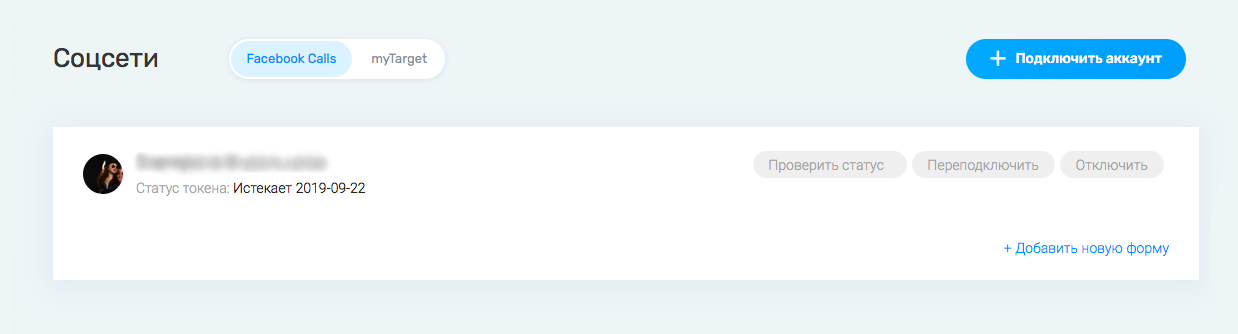 Соцсети
Facebook Calls
myTarget
Подключить аккаунт
Проверить статус
Переподключить
Отключить
Статус токена: Истекает 2019-09-22
+ Добавить новую форму